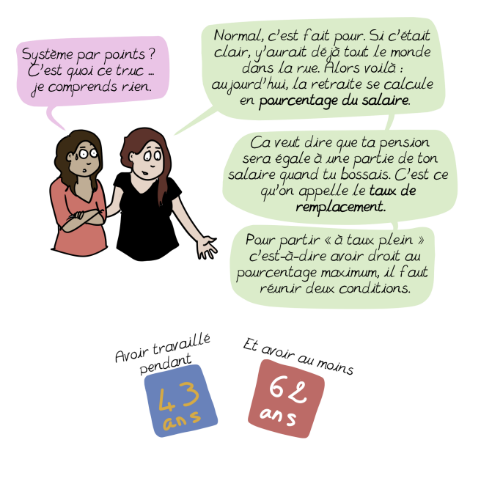 Système par points ?
C'est quoi ce truc ...
je comprends rien.
Normal, c'est fait pour. Si c'était
clair, y'aurait déjà tout le monde
dans la rue. Alors voilà :
aujourd'hui, la retraite se calcule
en pourcentage du salaire.
Ca veut dire que ta pension
sera égale à une partie de ton
salaire quand tu bossais. C'est ce
qu'on appelle le taux de
remplacement.
Pour partir « à taux plein »
c'est-à-dire avoir droit au
pourcentage maximum, il faut
réunir deux conditions.
Avoir travaillé
pendant
43
ans
Et avoir au moins
62
ans